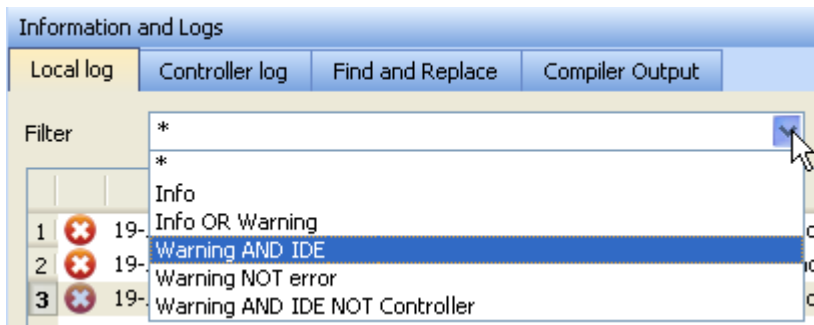 Information and Logs
Local log Controller log Find and Replace Compiler Output
Filter *
*
Info
Info OR Warning
1 19-.
Warning AND IDE
2 19-.
Warning NOT error
3 19-.
Warning AND IDE NOT Controller